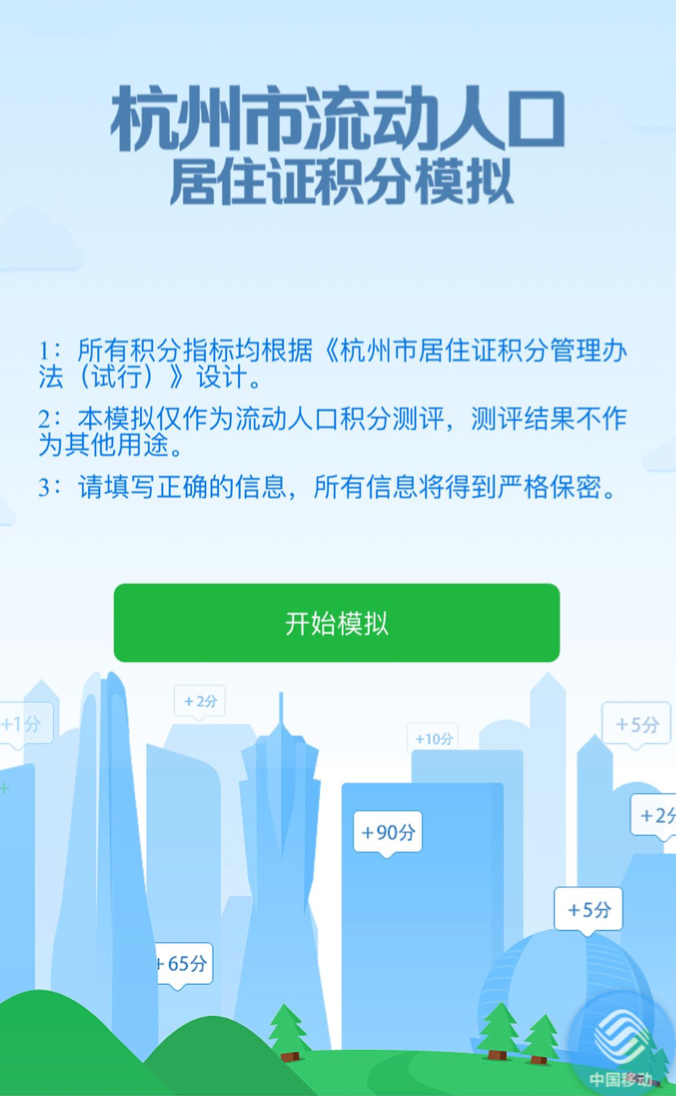 杭州市流动人口
居住证积分模拟
1：所有积分指标均根据《杭州市居住证积分管理办
法（试行）》设计。
2：本模拟仅作为流动人口积分测评，测评结果不作
为其他用途。
3：请填写正确的信息，所有信息将得到严格保密。
开始模拟
+2分
+1分
+5分
+10分
+2分
+90分
+5分
+65分
中国移动